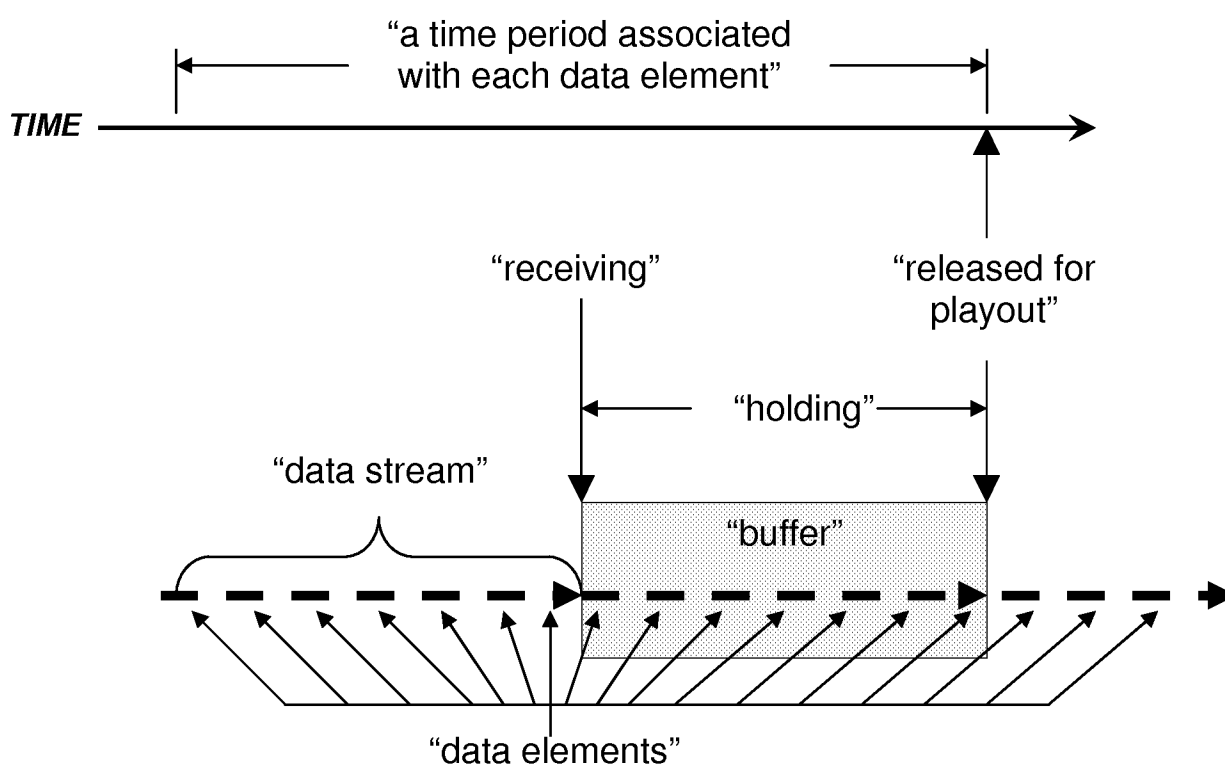 “a time period associated
with each data element”
TIME
“receiving”
“released for
playout”
“holding”
“data stream”
“buffer”
“data elements”